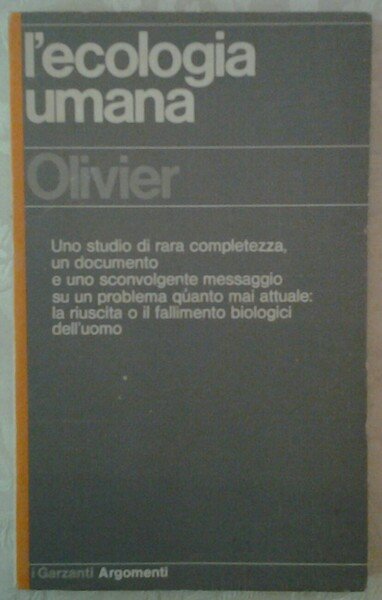 l'ecologia
umana
Olivier
Uno studio di rara completezza,
un documento
e uno sconvolgente messaggio
su un problema quanto mai attuale:
la riuscita o il fallimento biologici
dell'uomo
i Garzanti Argomenti